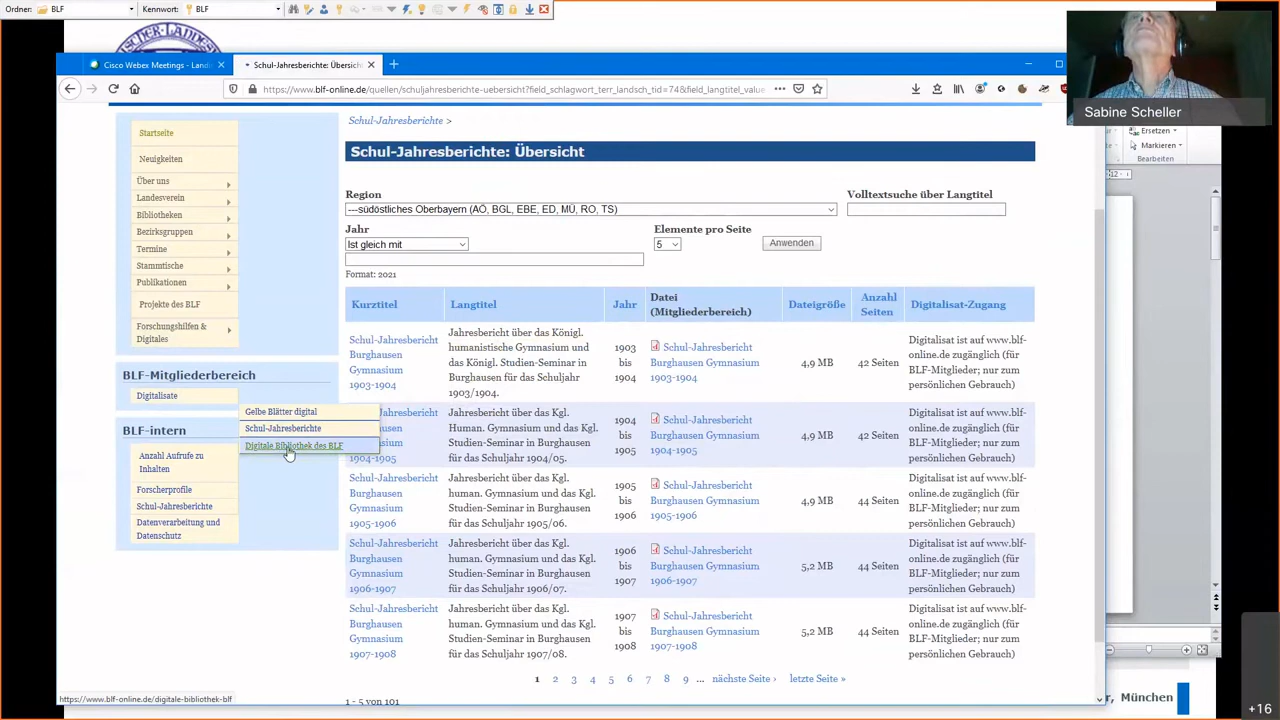 Ordner: BLF Kennwort: BLF
Cisco Webex Meetings - Landi
Schul-Jahresberichte: Übersich
https://www.blf-online.de/quellen/schuljahresberichte-uebersicht?field_schlagwort_terr_landsch_tid=74&field_langtitel_value
Sabine Scheller
Ersetzen
Markieren
Bearbeiten
12
Startseite
Neuigkeiten
Über uns
Landesverein
Bibliotheken
Bezirksgruppen
Termine
Stammtische
Publikationen
Projekte des BLF
Forschungshilfen &
Digitales
BLF-Mitgliederbereich
Digitalisate
Gelbe Blätter digital
Schul-Jahresberichte
Digitale Bibliothek des BLF
BLF-intern
Anzahl Aufrufe zu
Inhalten
Forscherprofile
Schul-Jahresberichte
Datenverarbeitung und
Datenschutz
Schul-Jahresberichte >
Schul-Jahresberichte: Übersicht
Region
---südöstliches Oberbayern (AÖ, BGL, EBE, ED, MÜ, RO, TS)
Volltextsuche über Langtitel
Jahr
Ist gleich mit
Elemente pro Seite
5
Anwenden
Format: 2021
Kurztitel Langtitel Jahr Datei (Mitgliederbereich) Dateigröße Anzahl Seiten Digitalisat-Zugang
Schul-Jahresbericht Burghausen Gymnasium 1903-1904
Jahresbericht über das Königl. humanistische Gymnasium und das Königl. Studien-Seminar in Burghausen für das Schuljahr 1903/1904.
1903 bis 1904
Schul-Jahresbericht Burghausen Gymnasium 1903-1904
4,9 MB
42 Seiten
Digitalisat ist auf www.blf-online.de zugänglich (für BLF-Mitglieder; nur zum persönlichen Gebrauch)
Jahresbericht
Burghausen
1904-1905
Jahresbericht über das Kgl. Human. Gymnasium und das Kgl. Studien-Seminar in Burghausen für das Schuljahr 1904/05.
1904 bis 1905
Schul-Jahresbericht Burghausen Gymnasium 1904-1905
4,9 MB
42 Seiten
Digitalisat ist auf www.blf-online.de zugänglich (für BLF-Mitglieder; nur zum persönlichen Gebrauch)
Schul-Jahresbericht Burghausen Gymnasium 1905-1906
Jahresbericht über das Kgl. human. Gymnasium und das Kgl. Studien-Seminar in Burghausen für das Schuljahr 1905/06.
1905 bis 1906
Schul-Jahresbericht Burghausen Gymnasium 1905-1906
4,9 MB
44 Seiten
Digitalisat ist auf www.blf-online.de zugänglich (für BLF-Mitglieder; nur zum persönlichen Gebrauch)
Schul-Jahresbericht Burghausen Gymnasium 1906-1907
Jahresbericht über das Kgl. human. Gymnasium und das Kgl. Studien-Seminar in Burghausen für das Schuljahr 1906/07.
1906 bis 1907
Schul-Jahresbericht Burghausen Gymnasium 1906-1907
5,2 MB
44 Seiten
Digitalisat ist auf www.blf-online.de zugänglich (für BLF-Mitglieder; nur zum persönlichen Gebrauch)
Schul-Jahresbericht Burghausen Gymnasium 1907-1908
Jahresbericht über das Kgl. human. Gymnasium und das Kgl. Studien-Seminar in Burghausen für das Schuljahr 1907/08.
1907 bis 1908
Schul-Jahresbericht Burghausen Gymnasium 1907-1908
5,2 MB
44 Seiten
Digitalisat ist auf www.blf-online.de zugänglich (für BLF-Mitglieder; nur zum persönlichen Gebrauch)
1 2 3 4 5 6 7 8 9 ... nächste Seite › letzte Seite »
1 - 5 von 101
https://www.blf-online.de/digitale-bibliothek-blf
r, München
+16